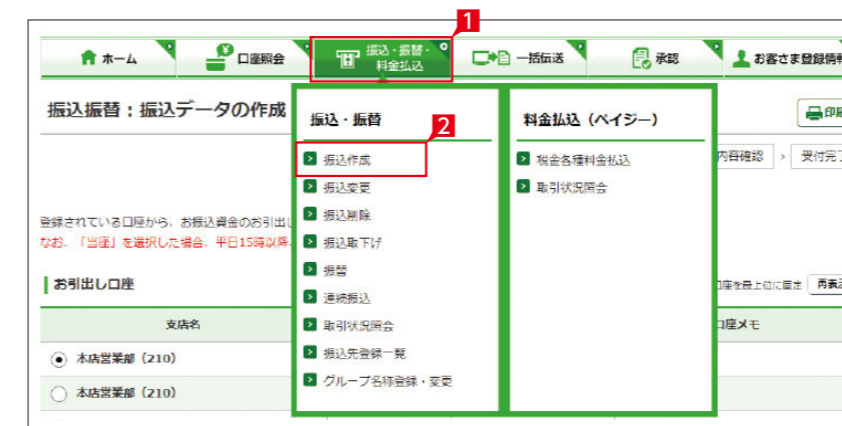 1
ホーム
口座照会
振込・振替・
料金払込
一括伝送
承認
お客さま登録情報
振込振替：振込データの作成
振込・振替
2
料金払込（ペイジー）
振込作成
税金各種料金払込
内容確認 › 受付完了
振込変更
取引状況照会
振込削除
登録されている口座から、お振込資金のお引出し
なお、「当座」を選択した場合、平日15時以降、
振込取下げ
振替
お引出し口座
口座を最上位に固定
連続振込
支店名
取引状況照会
口座メモ
本店営業部（210）
振込先登録一覧
グループ名称登録・変更
本店営業部（210）